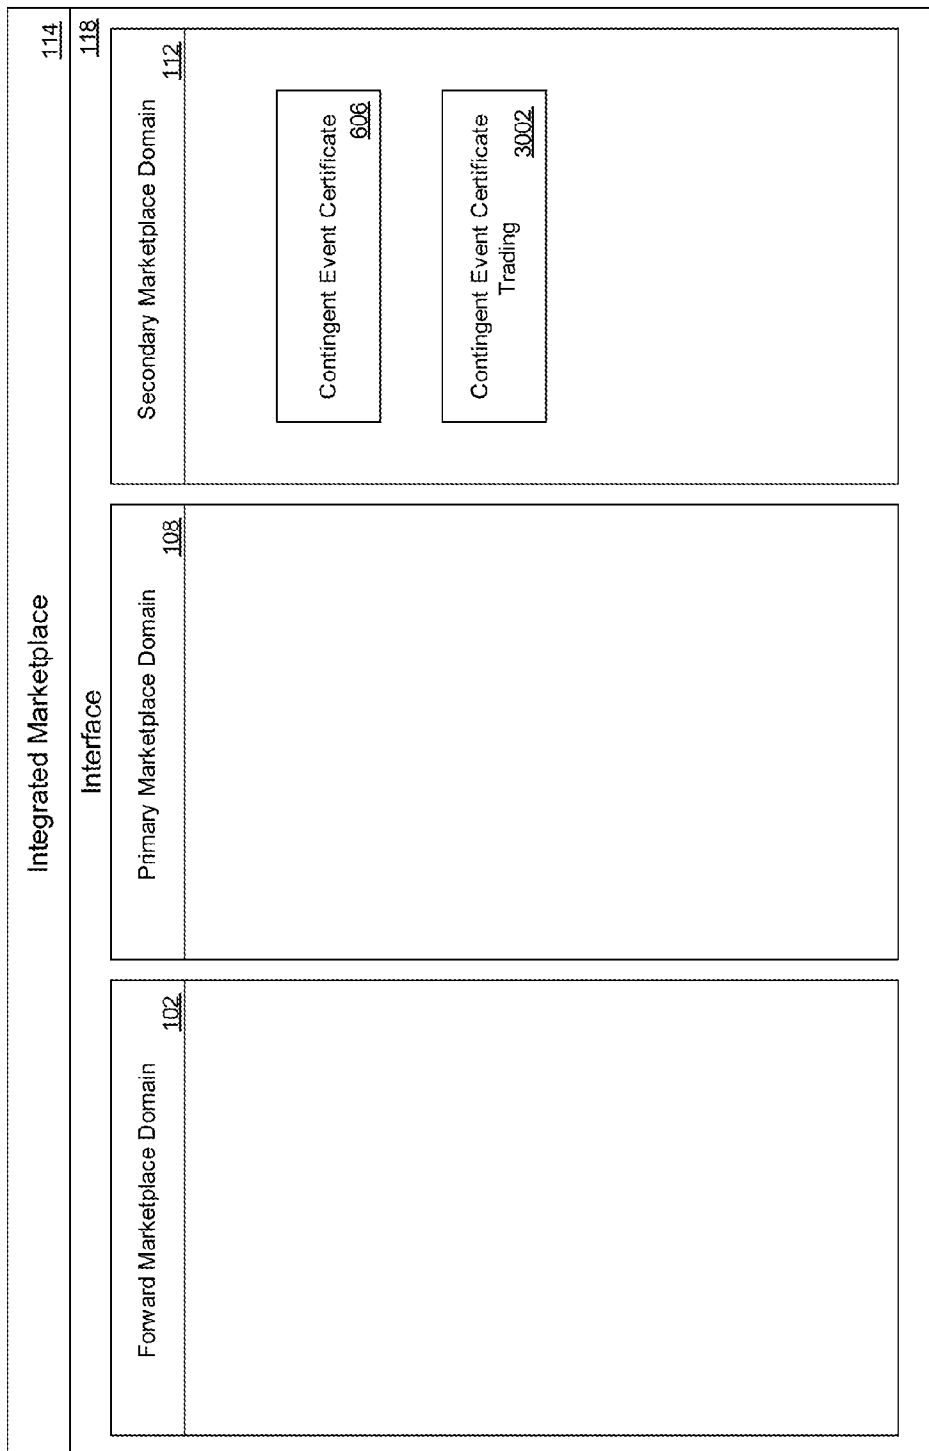 Integrated Marketplace
114
Interface
118
Forward Marketplace Domain
102
Primary Marketplace Domain
108
Secondary Marketplace Domain
112
Contingent Event Certificate
606
Contingent Event Certificate
Trading
3002